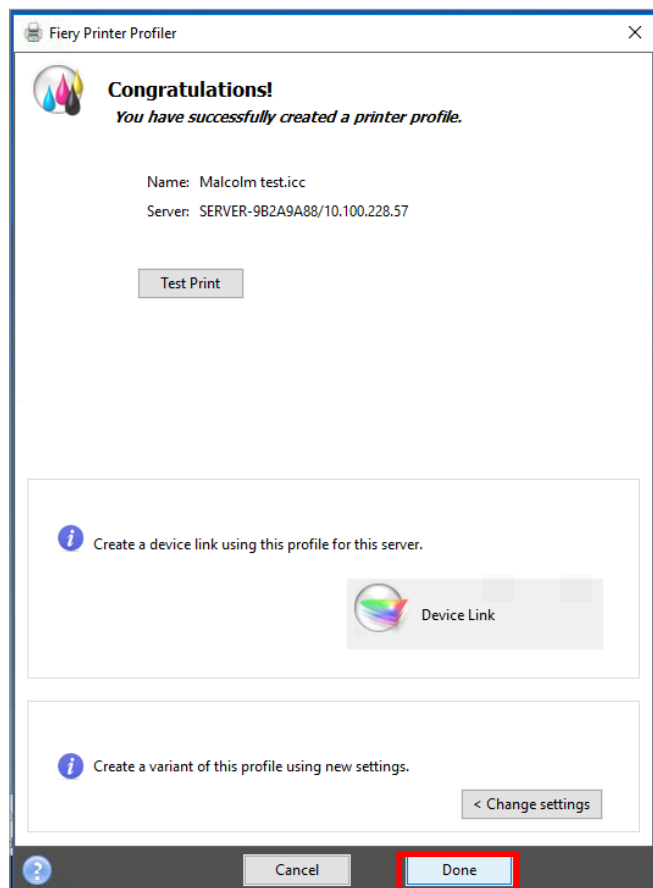 Fiery Printer Profiler
Congratulations!
You have successfully created a printer profile.
Name: Malcolm test.icc
Server: SERVER-9B2A9A88/10.100.228.57
Test Print
i Create a device link using this profile for this server.
Device Link
i Create a variant of this profile using new settings.
< Change settings
? Cancel Done